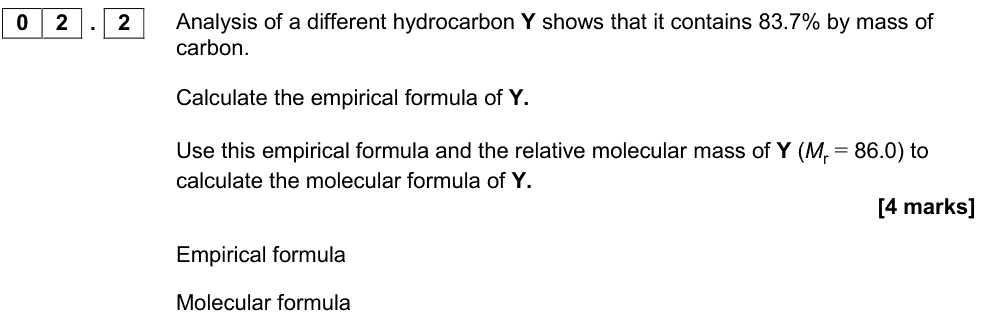 0 2 . 2 Analysis of a different hydrocarbon Y shows that it contains 83.7% by mass of
carbon.
Calculate the empirical formula of Y.
Use this empirical formula and the relative molecular mass of Y (Mr = 86.0) to
calculate the molecular formula of Y.
[4 marks]
Empirical formula
Molecular formula